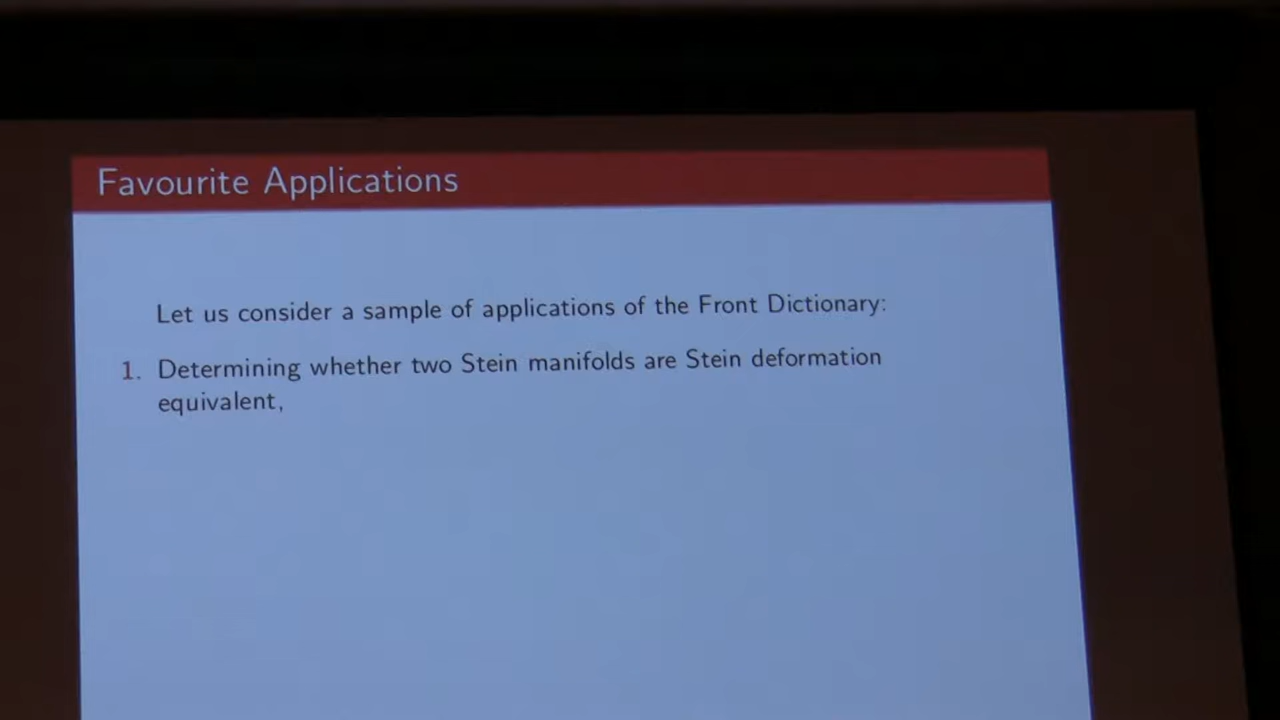 Favourite Applications
Let us consider a sample of applications of the Front Dictionary:
1. Determining whether two Stein manifolds are Stein deformation
equivalent,